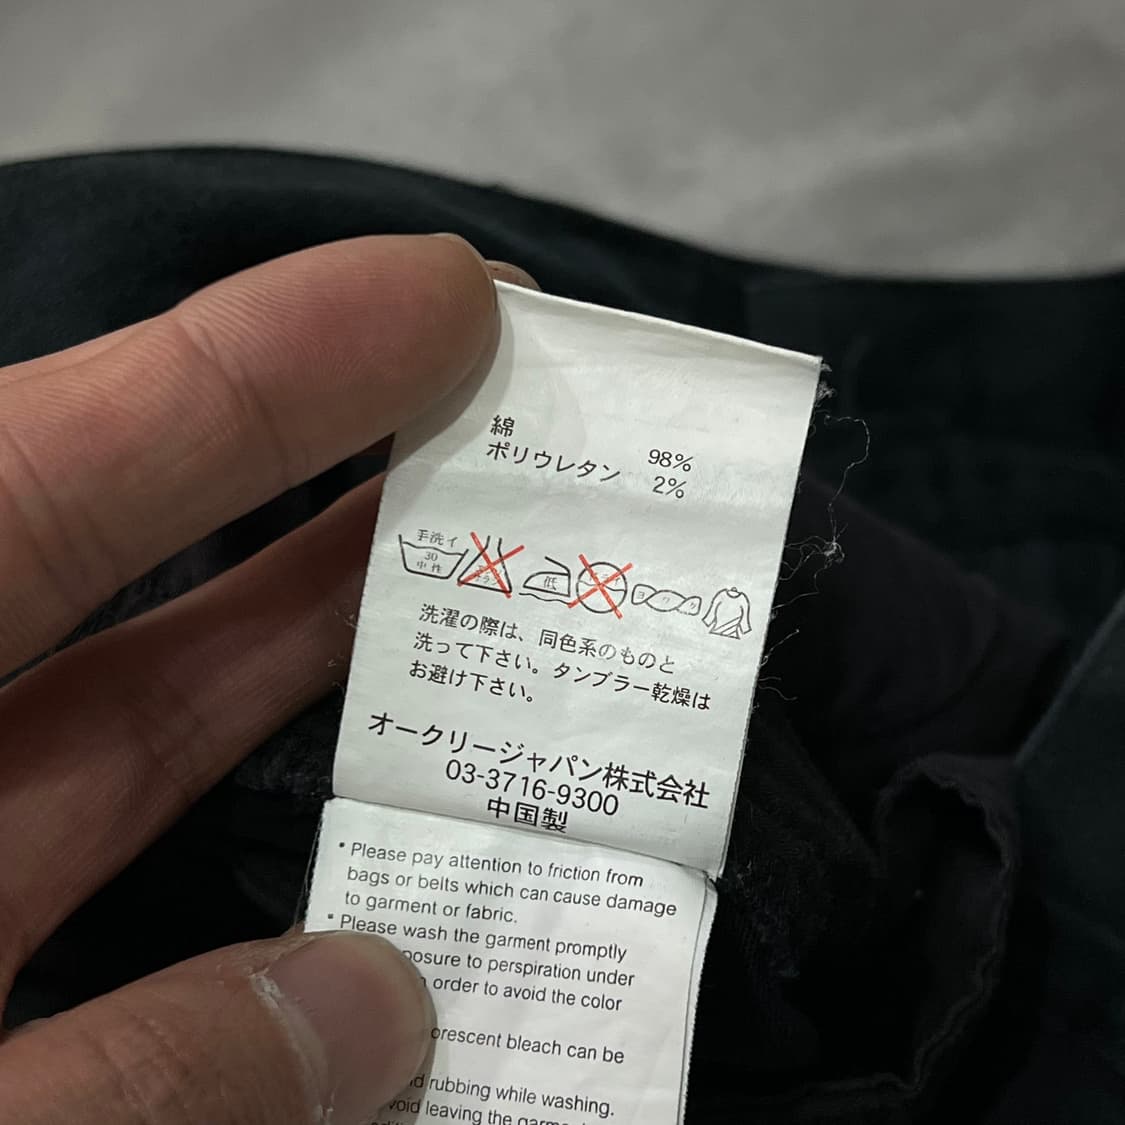 綿 98%
ポリウレタン 2%
手洗イ
30
中性
低
ヨワク
洗濯の際は、同色系のものと
洗って下さい。タンブラー乾燥は
お避け下さい。
オークリージャパン株式会社
03-3716-9300
中国製
* Please pay attention to friction from
bags or belts which can cause damage
to garment or fabric.
* Please wash the garment promptly
to perspiration under
order to avoid the color
bleach can be
rubbing while washing.
leaving the